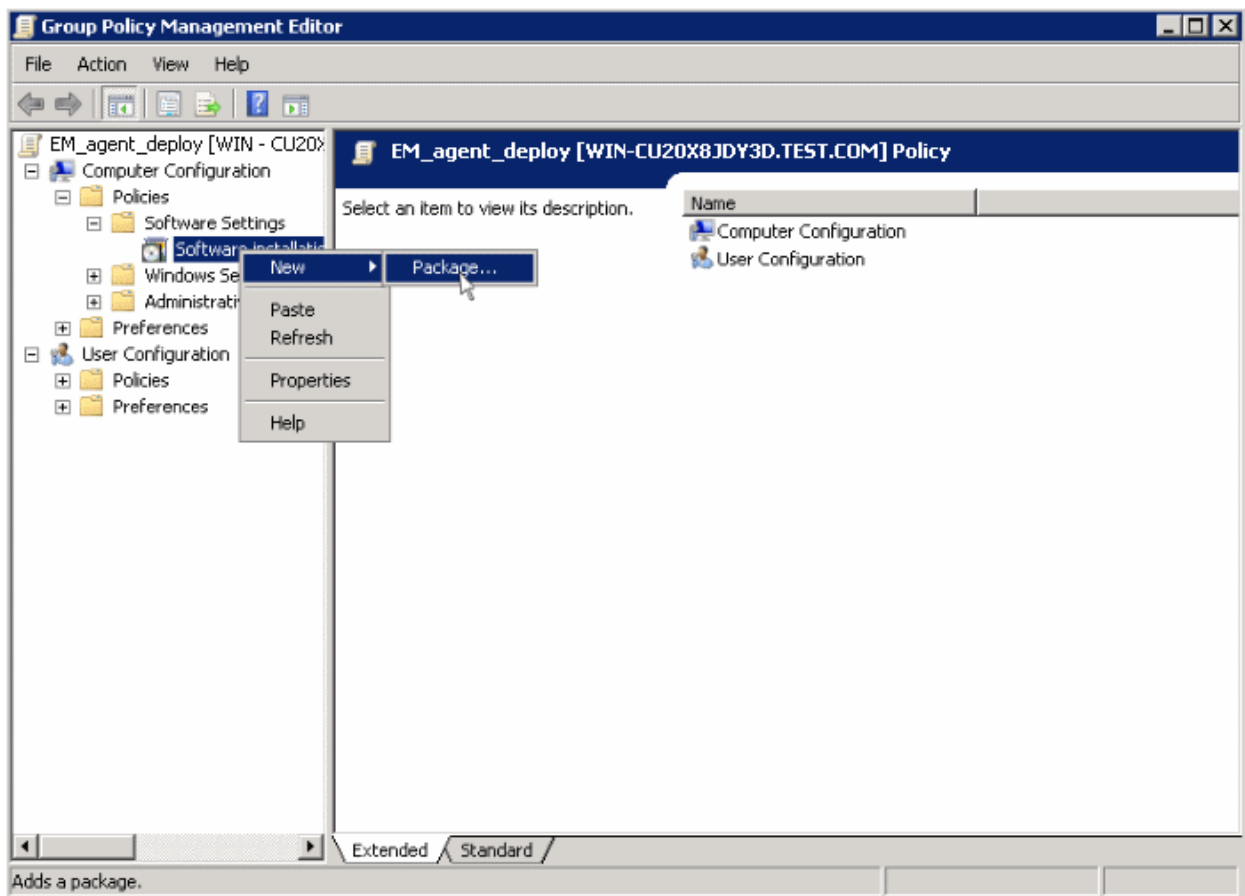 Group Policy Management Editor
File Action View Help
EM_agent_deploy [WIN - CU20X
Computer Configuration
Policies
Software Settings
Software installatio
Windows Se
Administrativ
Preferences
User Configuration
Policies
Preferences
New
Package...
Paste
Refresh
Properties
Help
EM_agent_deploy [WIN-CU20X8JDY3D.TEST.COM] Policy
Select an item to view its description.
Name
Computer Configuration
User Configuration
Extended Standard
Adds a package.